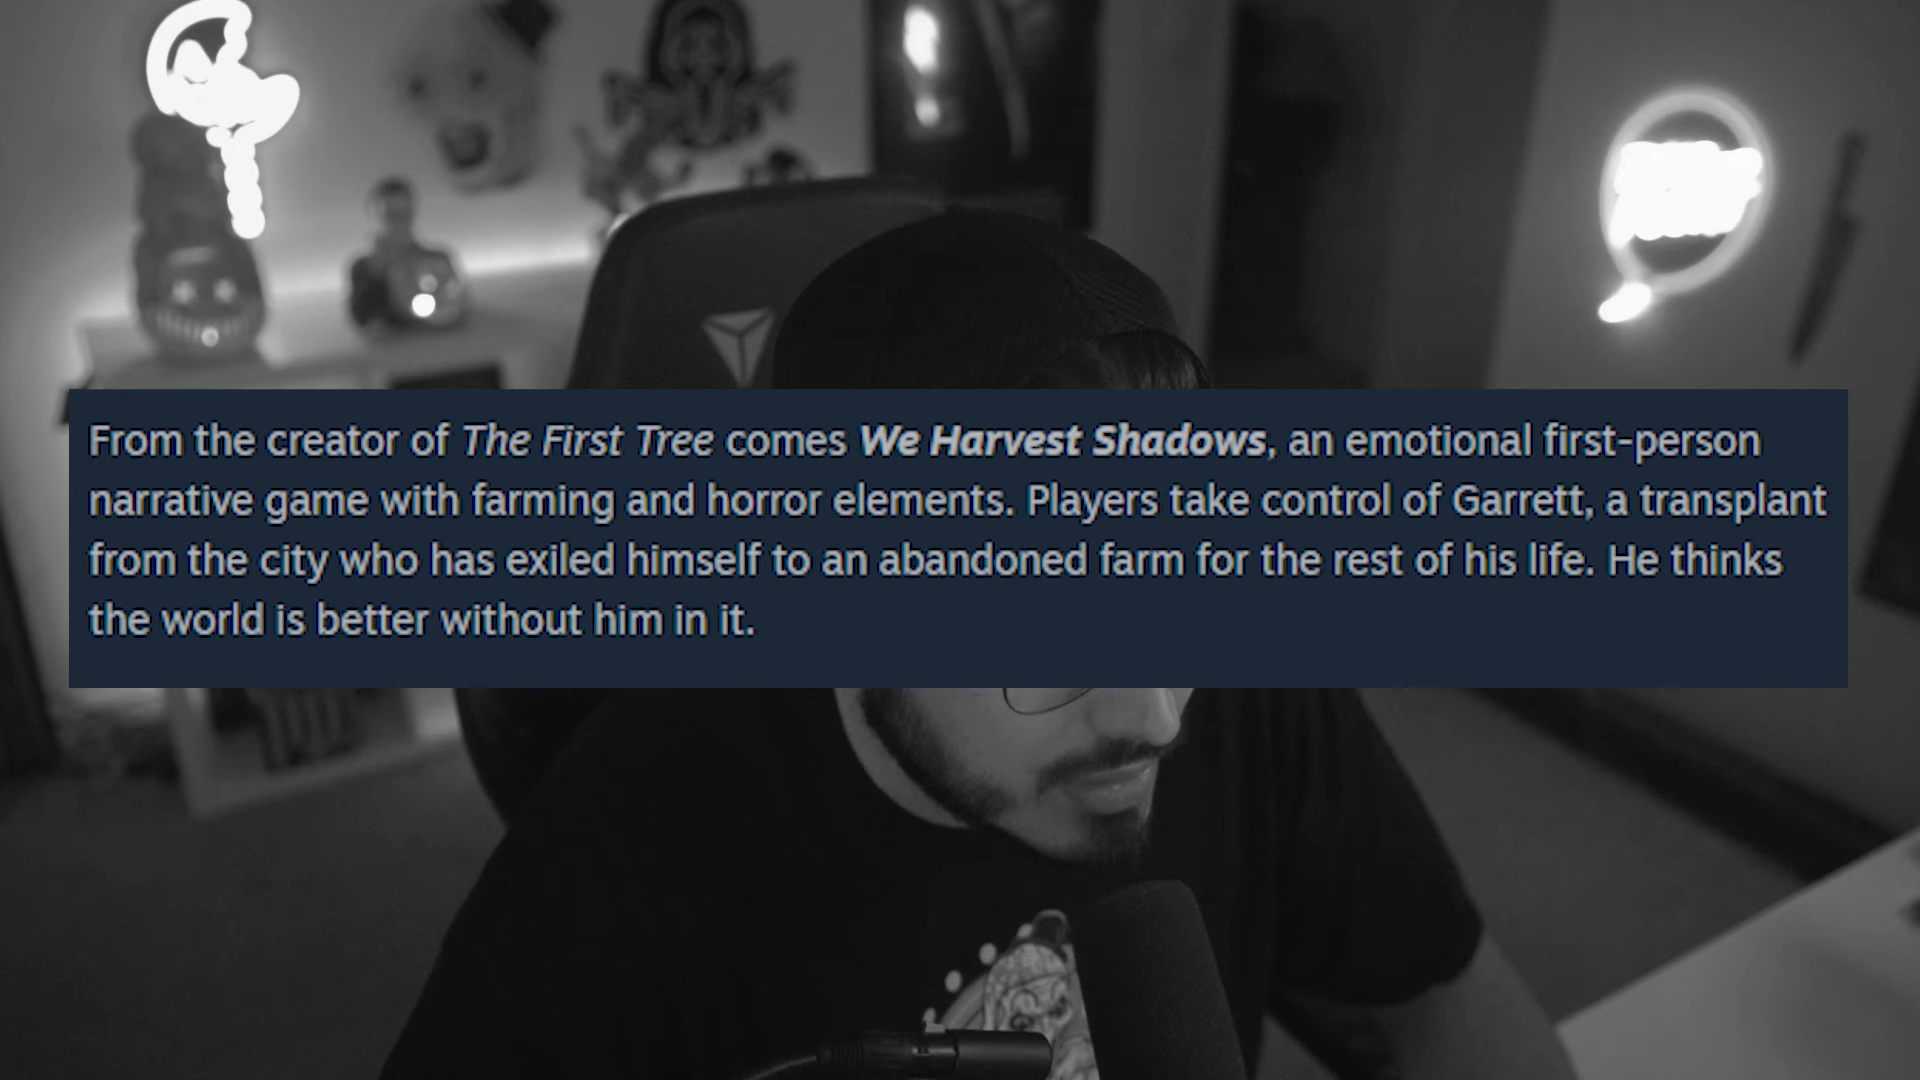 From the creator of The First Tree comes We Harvest Shadows, an emotional first-person
narrative game with farming and horror elements. Players take control of Garrett, a transplant
from the city who has exiled himself to an abandoned farm for the rest of his life. He thinks
the world is better without him in it.